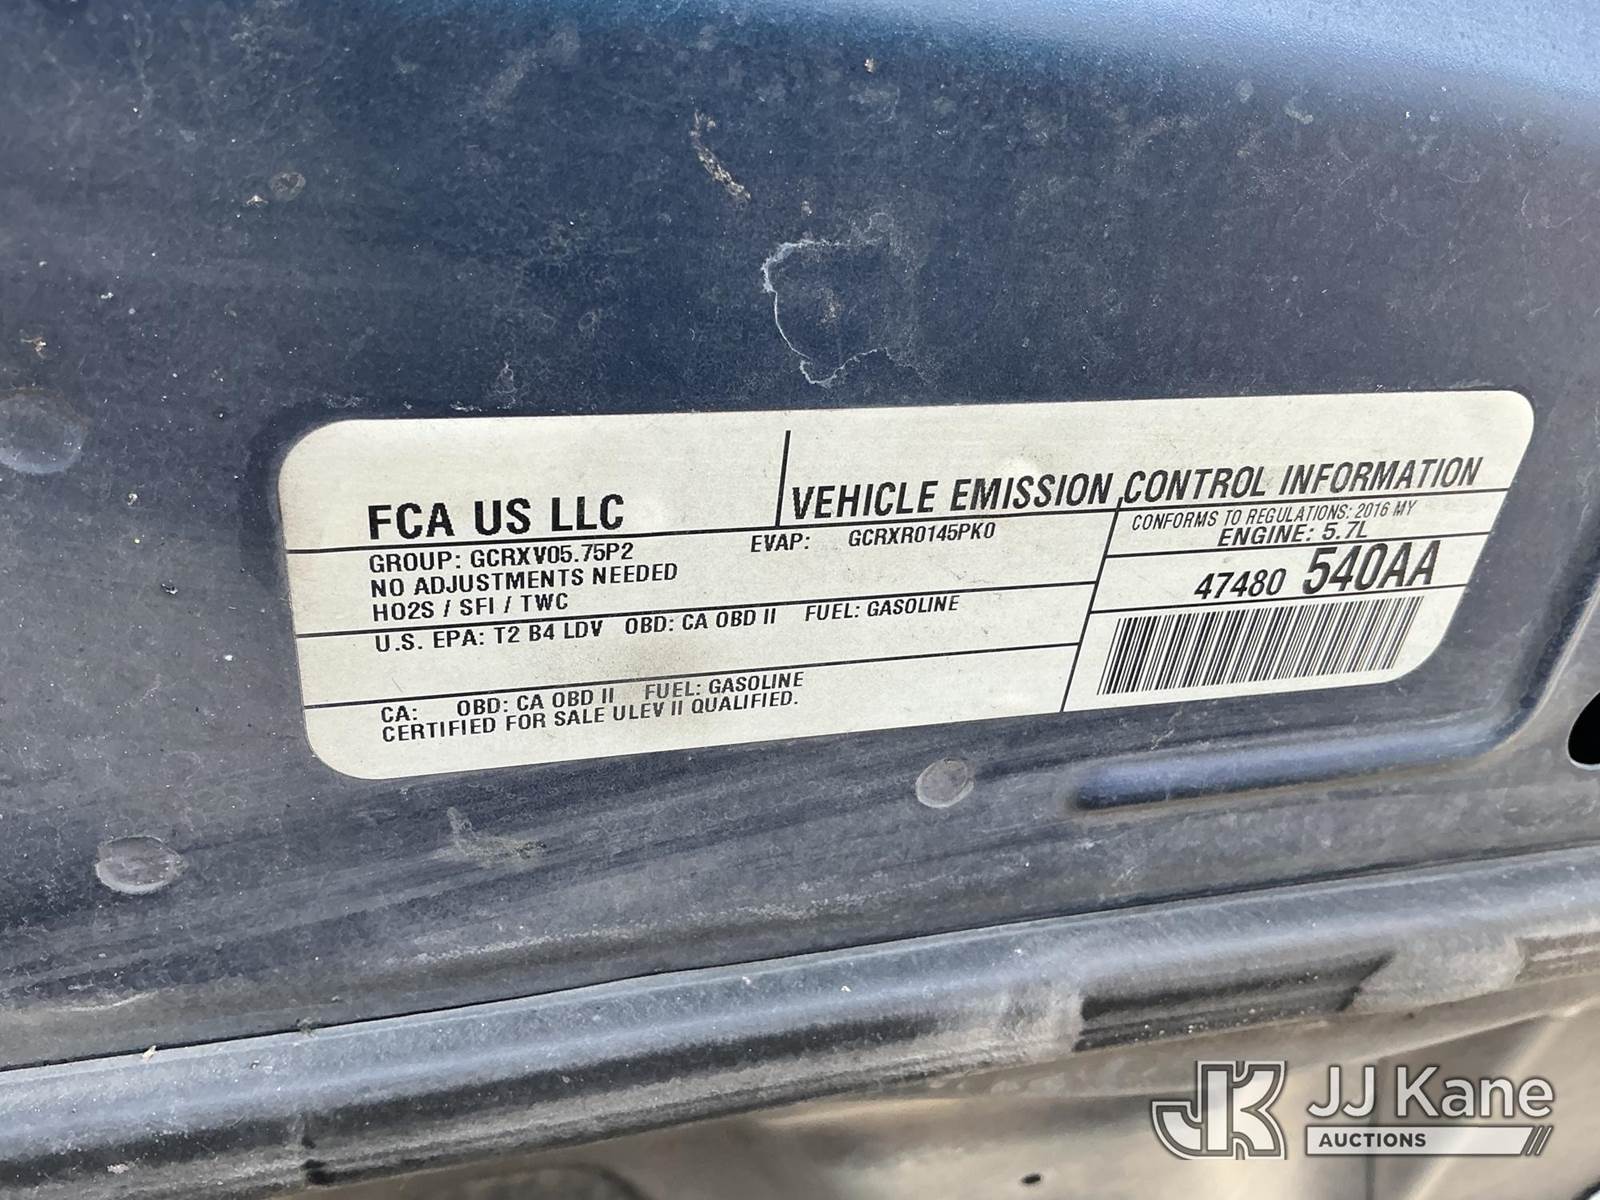 FCA US LLC
VEHICLE EMISSION CONTROL INFORMATION
GROUP: GCRXV05.75P2
EVAP: GCRXR0145PK0
CONFORMS TO REGULATIONS: 2016 MY
NO ADJUSTMENTS NEEDED
ENGINE: 5.7L
HO2S / SFI / TWC
47480 540AA
U.S. EPA: T2 B4 LDV OBD: CA OBD II FUEL: GASOLINE
CA: OBD: CA OBD II FUEL: GASOLINE
CERTIFIED FOR SALE ULEV II QUALIFIED.
JK JJ Kane
AUCTIONS